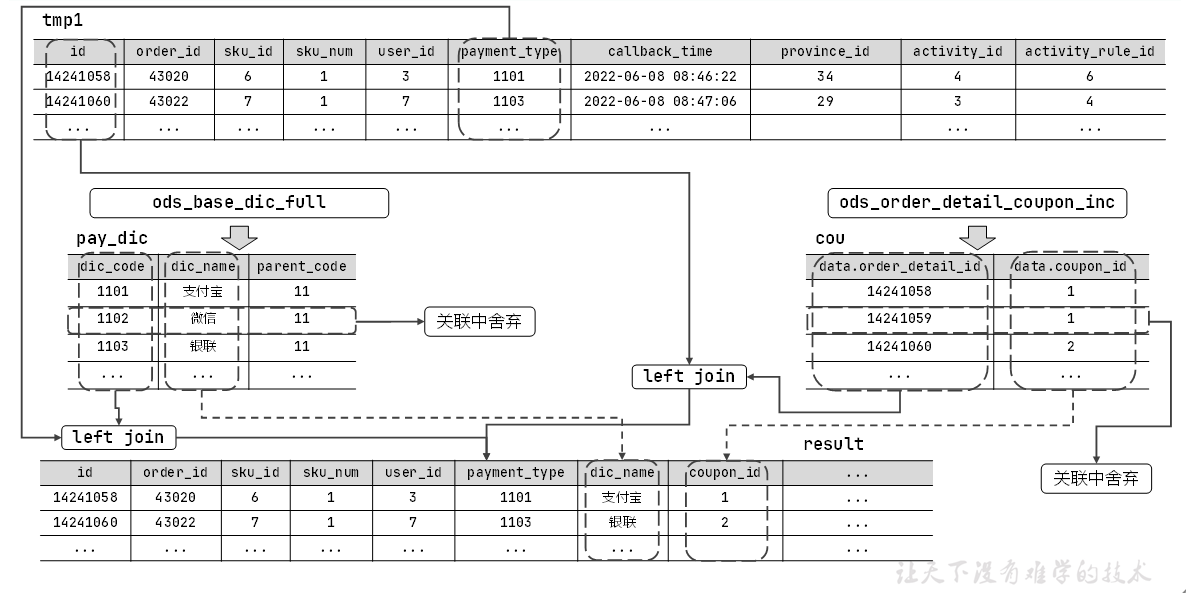 tmp1
id order_id sku_id sku_num user_id payment_type callback_time province_id activity_id activity_rule_id
14241058 43020 6 1 3 1101 2022-06-08 08:46:22 34 4 6
14241060 43022 7 1 7 1103 2022-06-08 08:47:06 29 3 4
... ... ... ... ... ... ... ... ...
ods_base_dic_full
pay_dic
dic_code dic_name parent_code
1101 支付宝 11
1102 微信 11
1103 银联 11
... ... ...
关联中舍弃
ods_order_detail_coupon_inc
cou
data.order_detail_id data.coupon_id
14241058 1
14241059 1
14241060 2
... ...
left join
关联中舍弃
left join
result
id order_id sku_id sku_num user_id payment_type dic_name coupon_id ...
14241058 43020 6 1 3 1101 支付宝 1 ...
14241060 43022 7 1 7 1103 银联 2 ...
... ... ... ... ... ... ... ...
让天下没有难学的技术